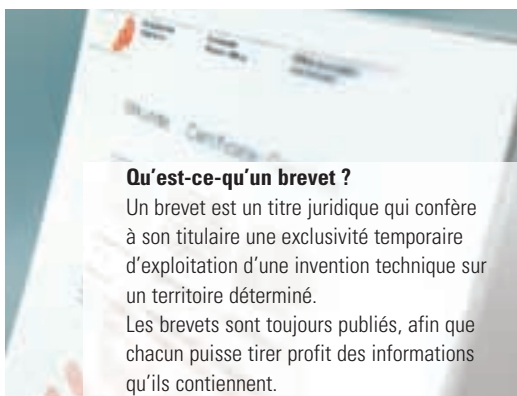 Qu'est-ce-qu'un brevet ?
Un brevet est un titre juridique qui confère
à son titulaire une exclusivité temporaire
d'exploitation d'une invention technique sur
un territoire déterminé.
Les brevets sont toujours publiés, afin que
chacun puisse tirer profit des informations
qu'ils contiennent.